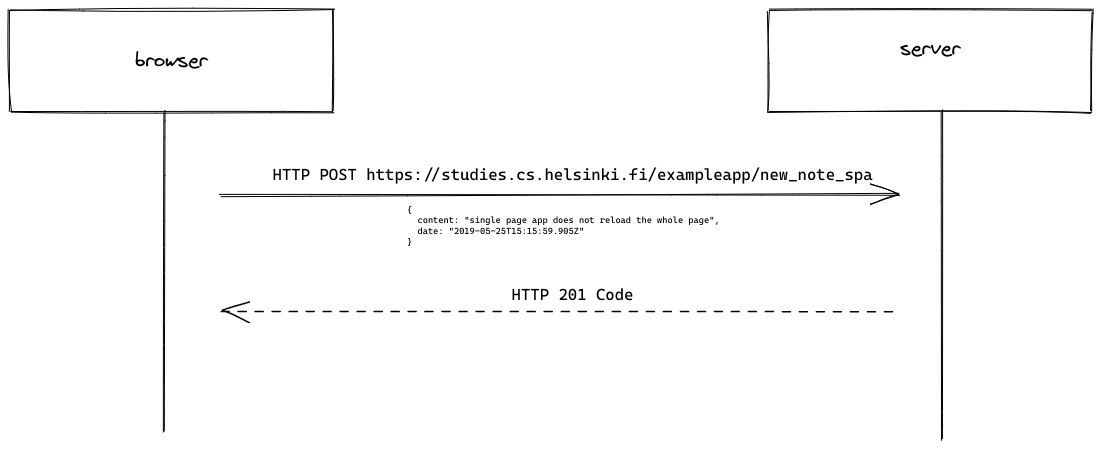 browser
server
HTTP POST https://studies.cs.helsinki.fi/exampleapp/new_note_spa
{
  content: "single page app does not reload the whole page",
  date: "2019-05-25T15:15:59.905Z"
}
HTTP 201 Code